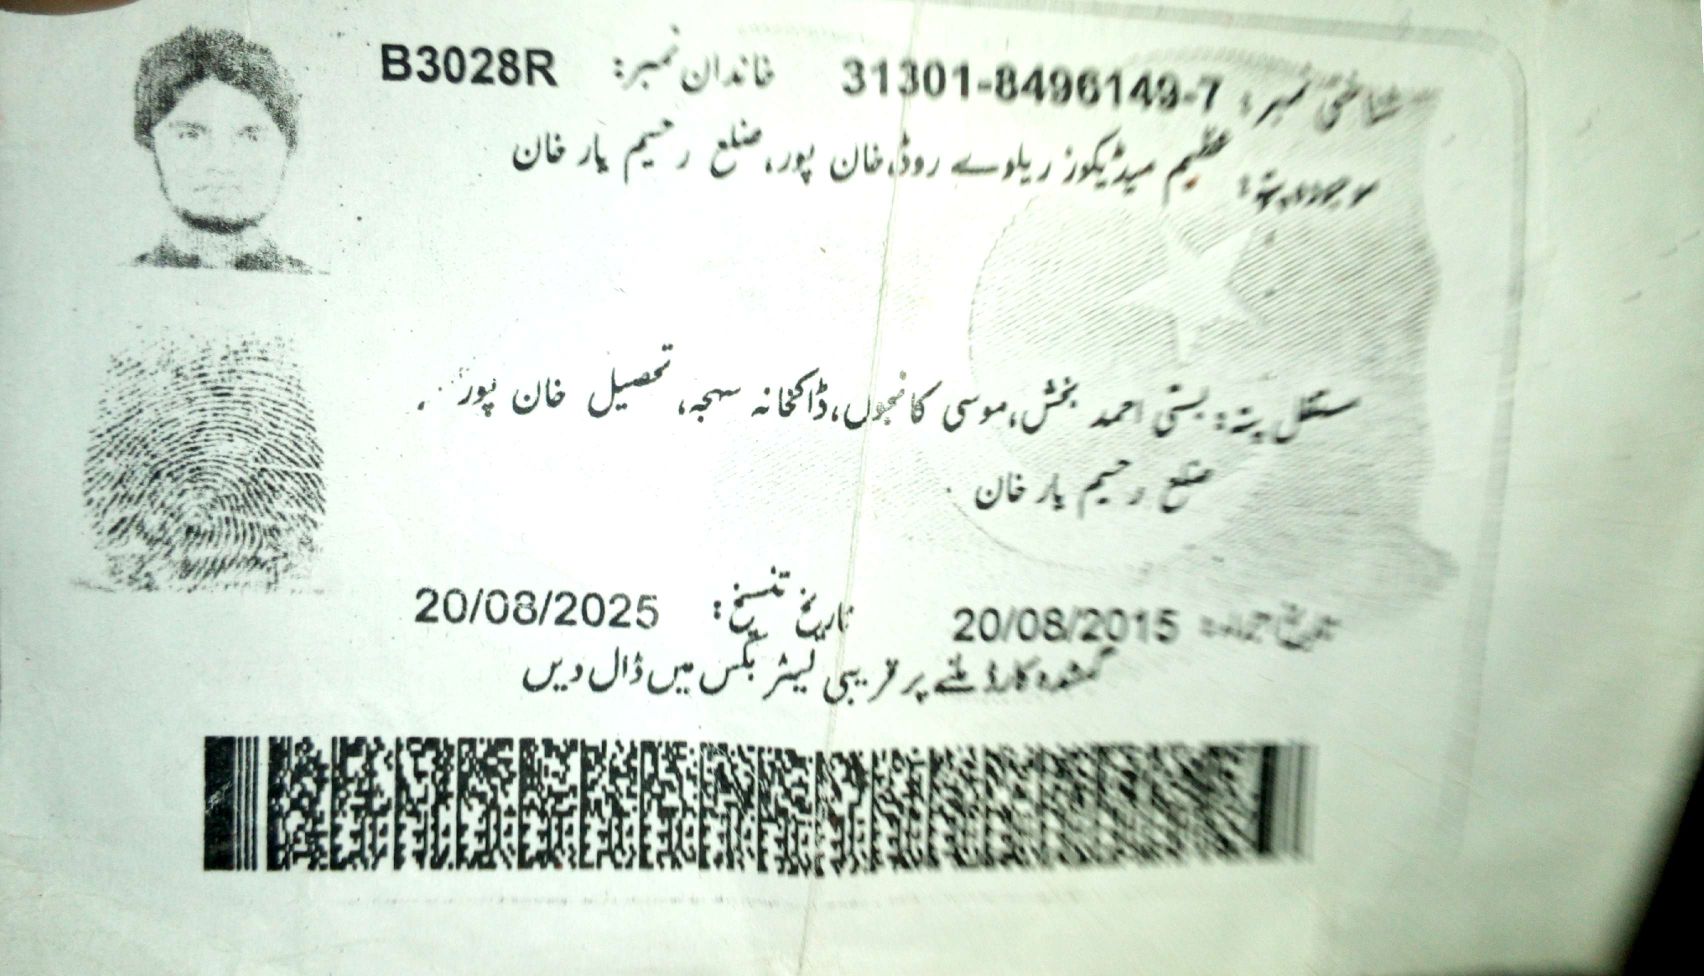 شناختی نمبر: 31301-8496149-7 خاندان نمبر: B3028R
موجودہ پتہ: عظیم میڈیکوز ریلوے روڈ، خان پور، ضلع رحیم یار خان
مستقل پتہ: بستی احمد بخش، موسی کانجوں، ڈاکخانہ سہجہ، تحصیل خان پور
ضلع رحیم یار خان
تاریخ اجراء: 20/08/2015 تاریخ تنسیخ: 20/08/2025
گمشدہ کارڈ ملنے پر قریبی لیٹر بکس میں ڈال دیں